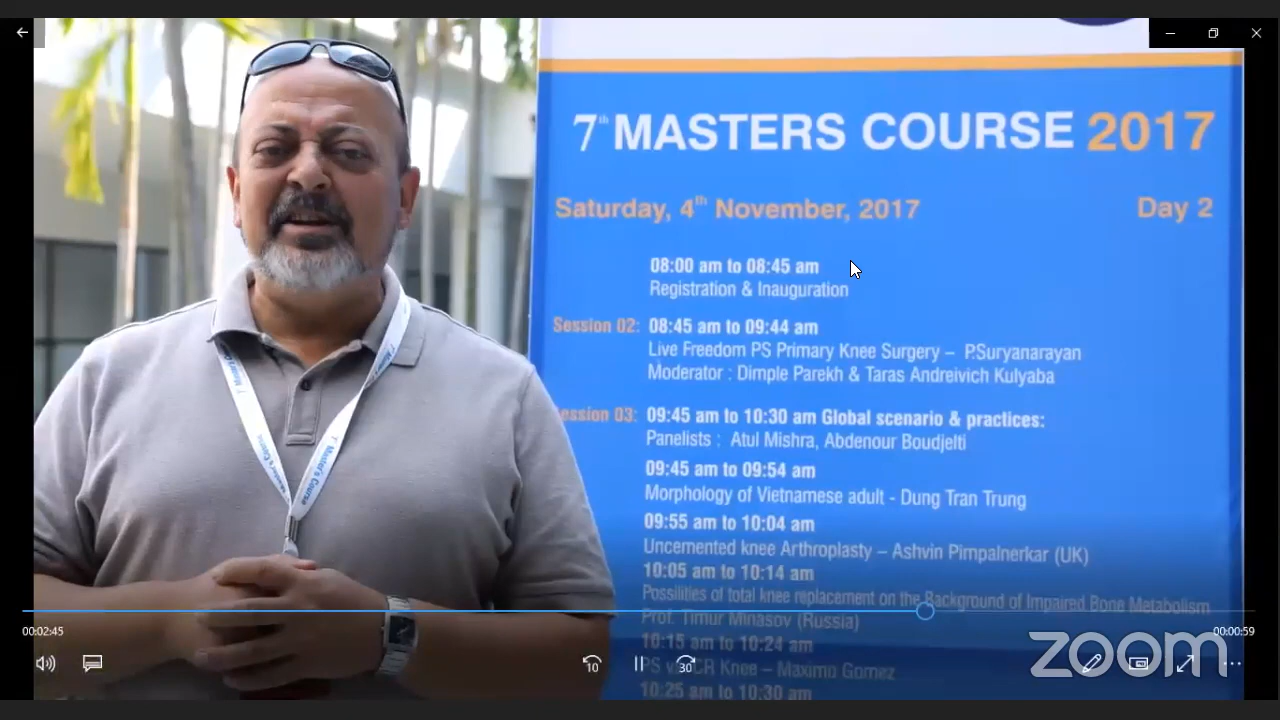 7th MASTERS COURSE 2017
Saturday, 4th November, 2017 Day 2
08:00 am to 08:45 am
Registration & Inauguration
Session 02: 08:45 am to 09:44 am
Live Freedom PS Primary Knee Surgery – P.Suryanarayan
Moderator : Dimple Parekh & Taras Andreivich Kulyaba
ession 03: 09:45 am to 10:30 am Global scenario & practices:
Panelists : Atul Mishra, Abdenour Boudjelti
09:45 am to 09:54 am
Morphology of Vietnamese adult - Dung Tran Trung
09:55 am to 10:04 am
Uncemented knee Arthroplasty – Ashvin Pimpalnerkar (UK)
10:05 am to 10:14 am
Possilities of total knee replacement on the Background of Impaired Bone Metabolism
Prof. Timur Minasov (Russia)
10:15 am to 10:24 am
PS v CR Knee – Maximo Gomez
10:25 am to 10:30 am
Master's Course
00:02:45
00:00:59
10
30
zoom